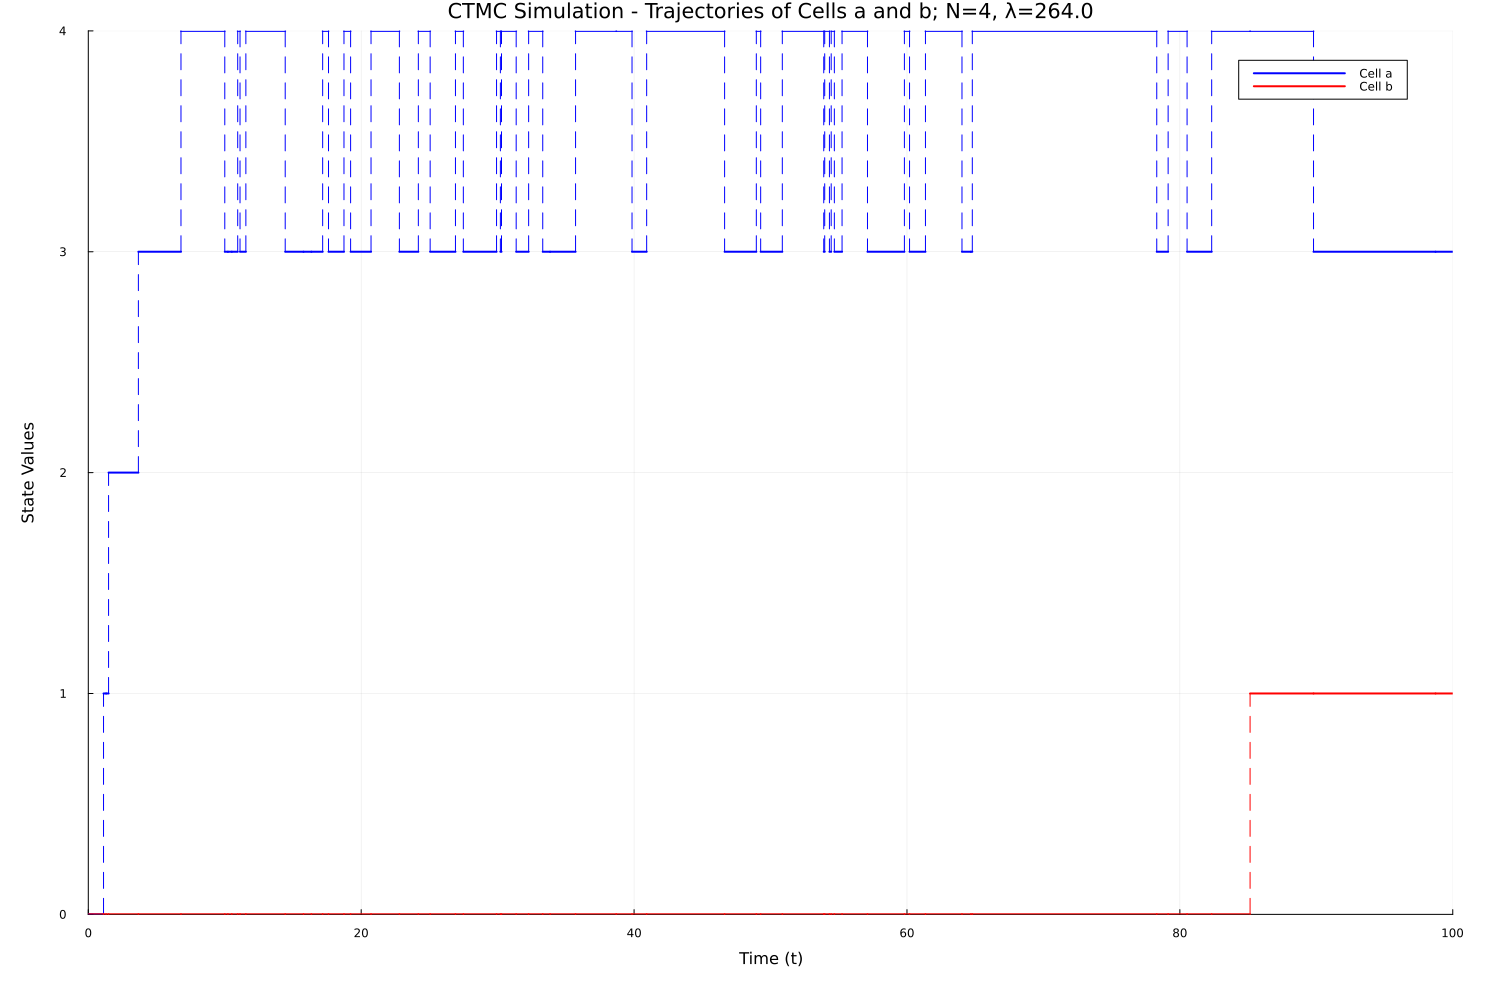 CTMC Simulation - Trajectories of Cells a and b; N=4, λ=264.0
4
Cell a
Cell b
3
State Values
2
1
0
0 20 40 60 80 100
Time (t)